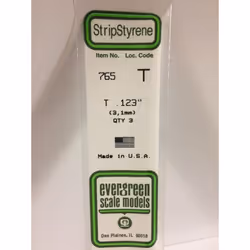 StripStyrene
Item No. Loc. Code
765 T
T .123"
(3,1mm)
QTY 3
Made in U.S.A.
evergreen
scale models
Des Plaines, IL 60018